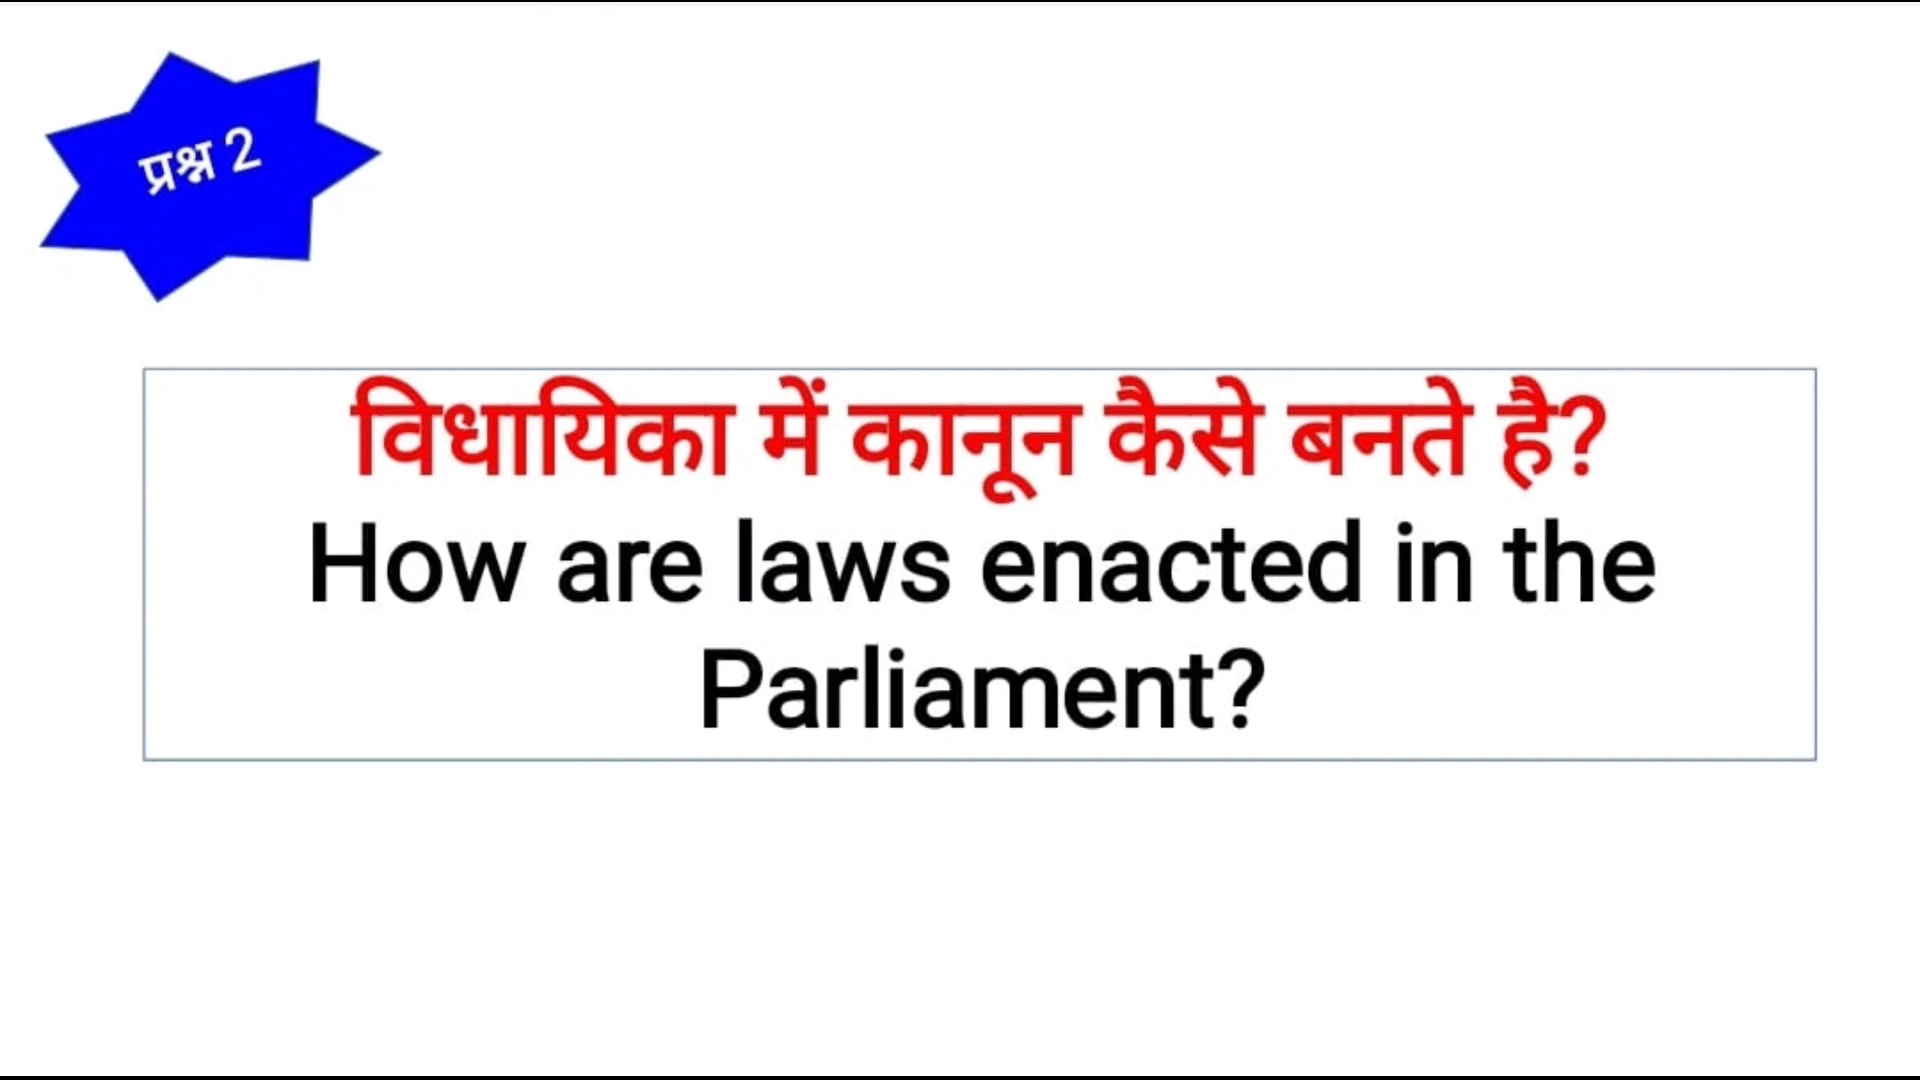 प्रश्न 2
विधायिका में कानून कैसे बनते है?
How are laws enacted in the
Parliament?